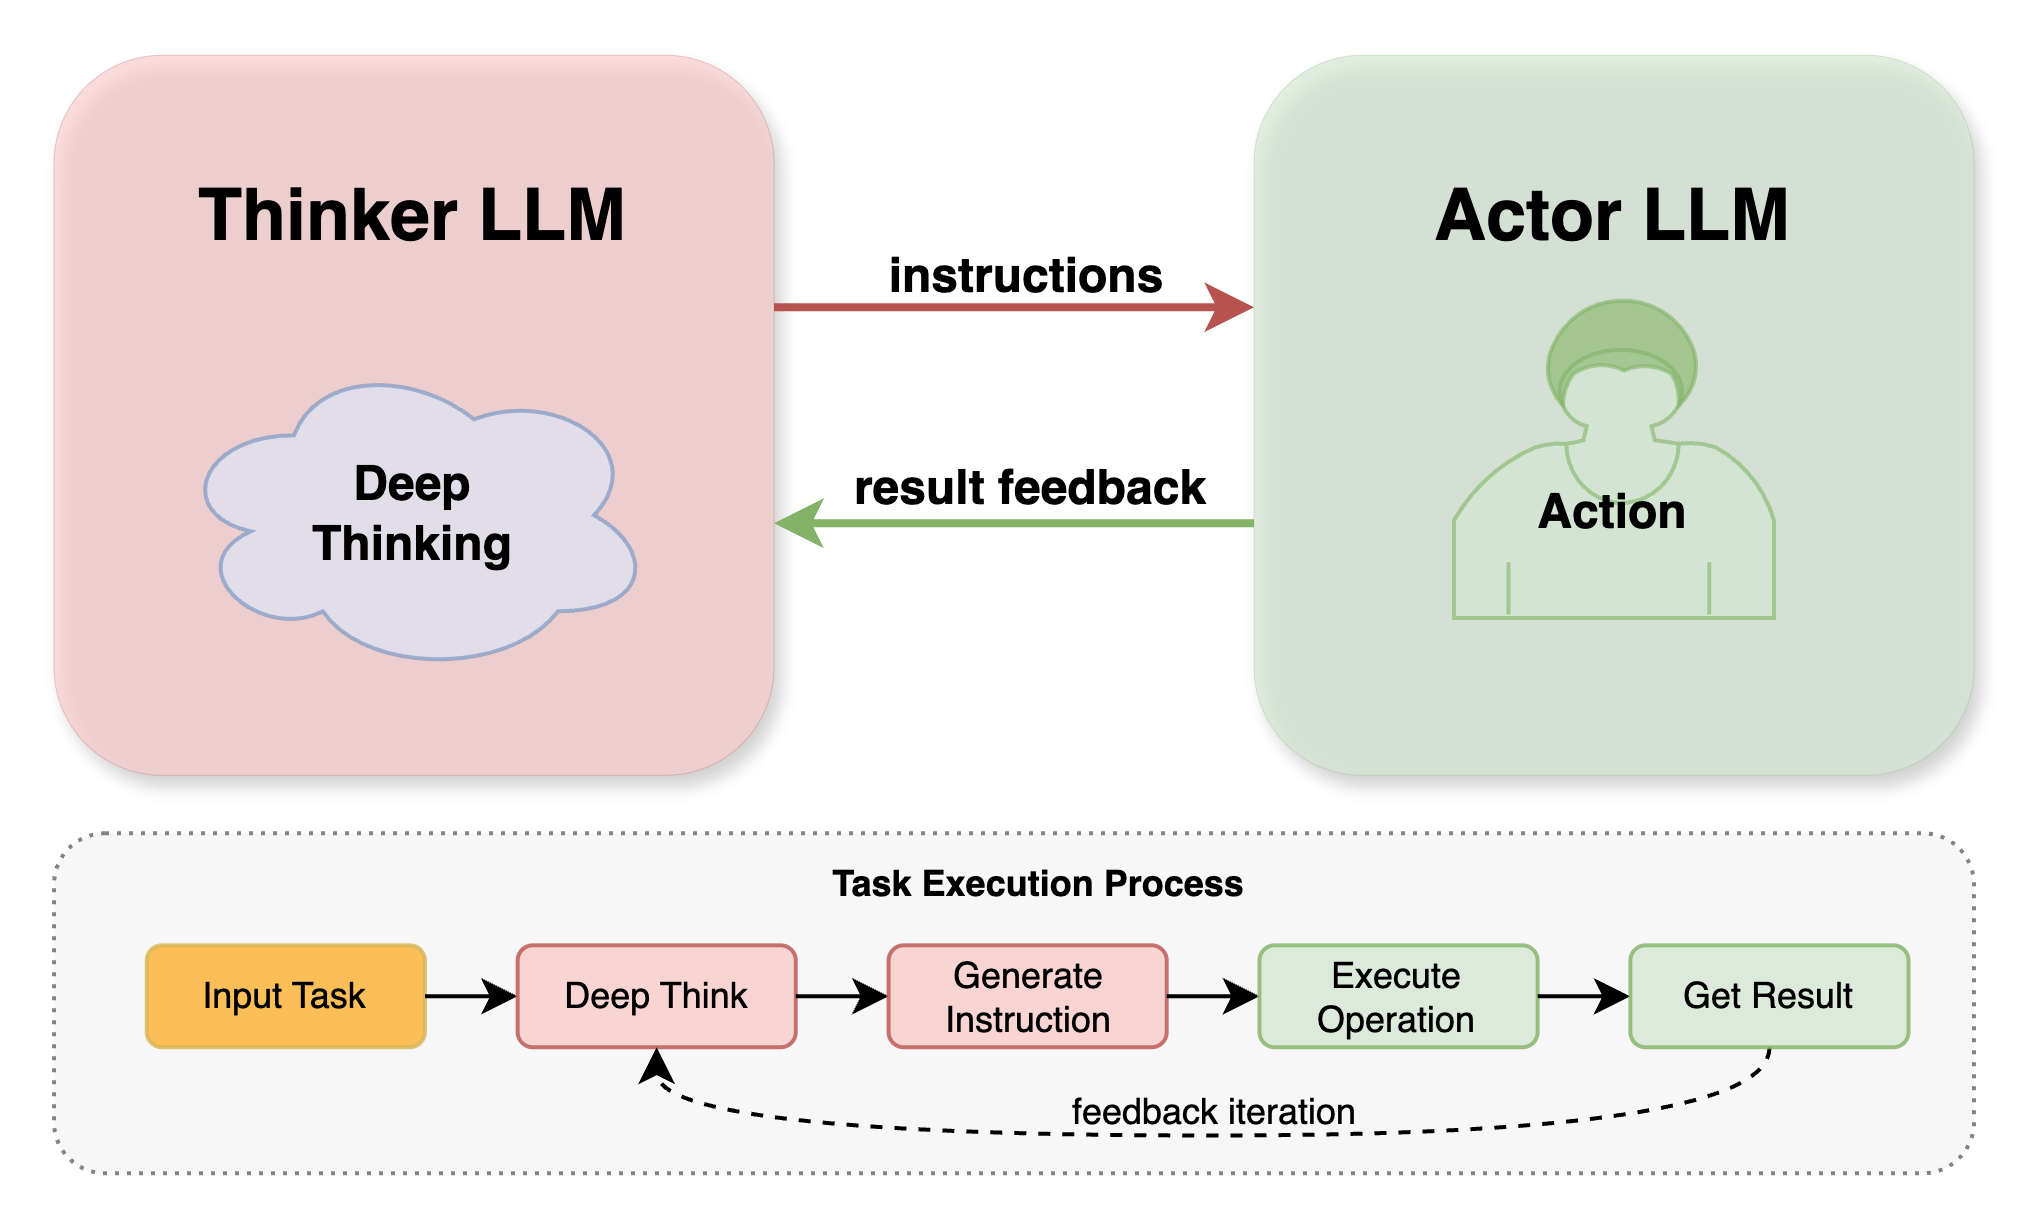 Thinker LLM
Actor LLM
instructions
Deep
Thinking
result feedback
Action
Task Execution Process
Input Task
Deep Think
Generate
Instruction
Execute
Operation
Get Result
feedback iteration